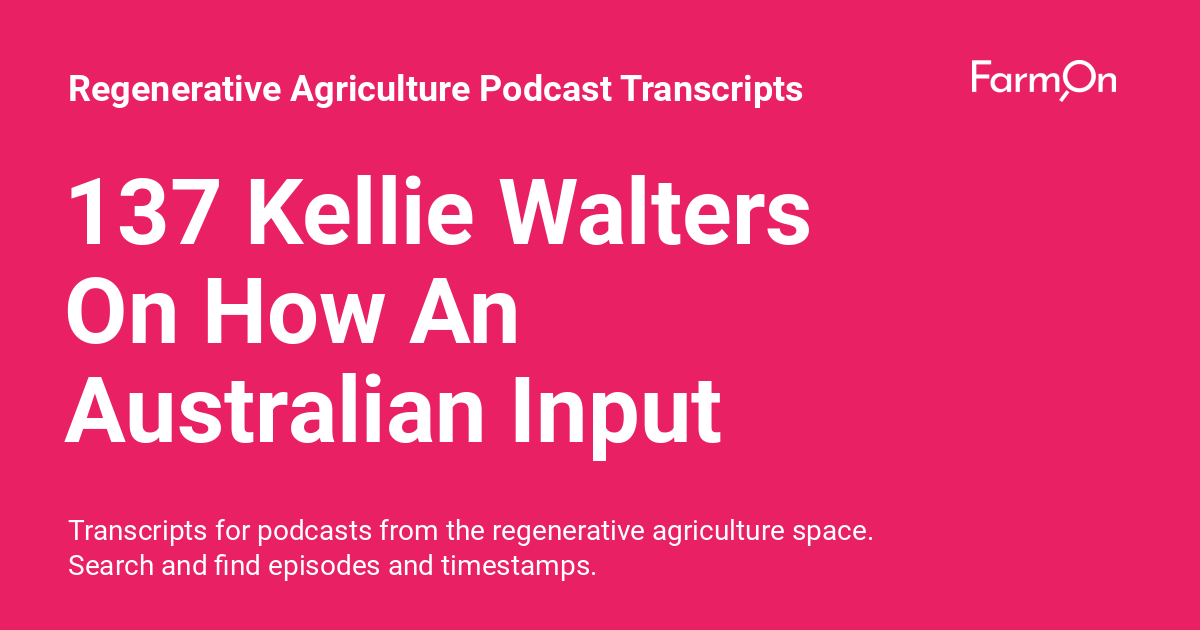 Regenerative Agriculture Podcast Transcripts
FarmOn
137 Kellie Walters
On How An
Australian Input
Transcripts for podcasts from the regenerative agriculture space.
Search and find episodes and timestamps.